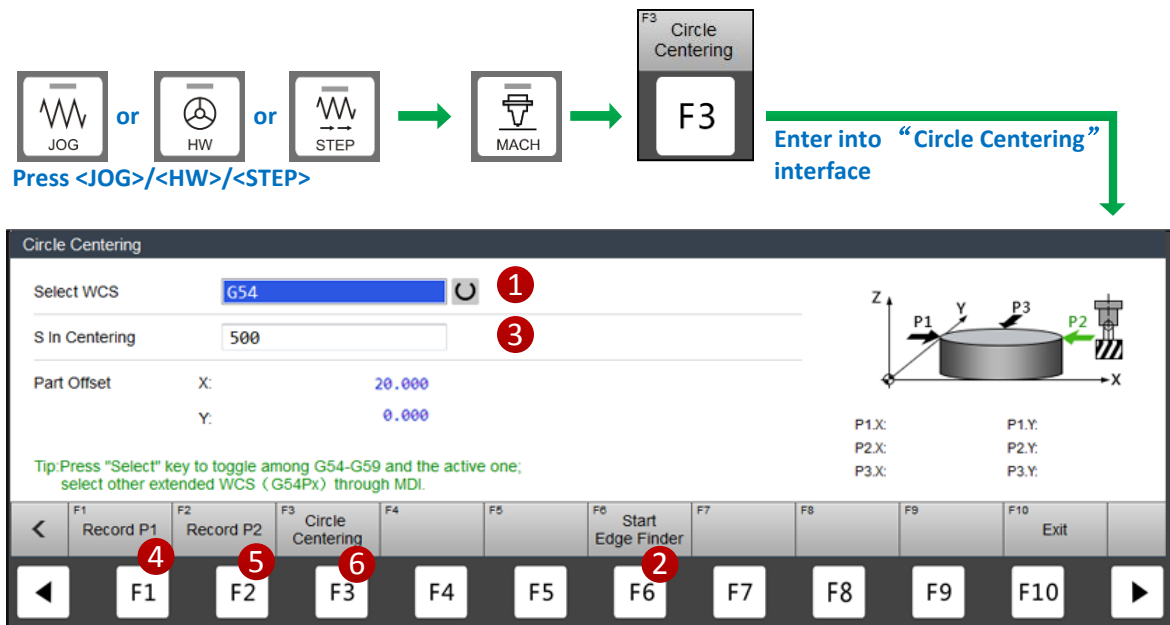 F3
Circle
Centering
F3
JOG
or
HW
or
STEP
MACH
Press <JOG>/<HW>/<STEP>
Enter into “Circle Centering”
interface
Circle Centering
Select WCS G54 1
S In Centering 500 3
Part Offset X: 20.000
Y: 0.000
Tip:Press "Select" key to toggle among G54-G59 and the active one;
select other extended WCS（G54Px）through MDI.
Z
Y
P1
P3
P2
X
P1.X: P1.Y:
P2.X: P2.Y:
P3.X: P3.Y:
F1 Record P1
F2 Record P2
F3 Circle
Centering
F4
F5
F6 Start
Edge Finder
F7
F8
F9
F10 Exit
4 5 6 2
F1 F2 F3 F4 F5 F6 F7 F8 F9 F10